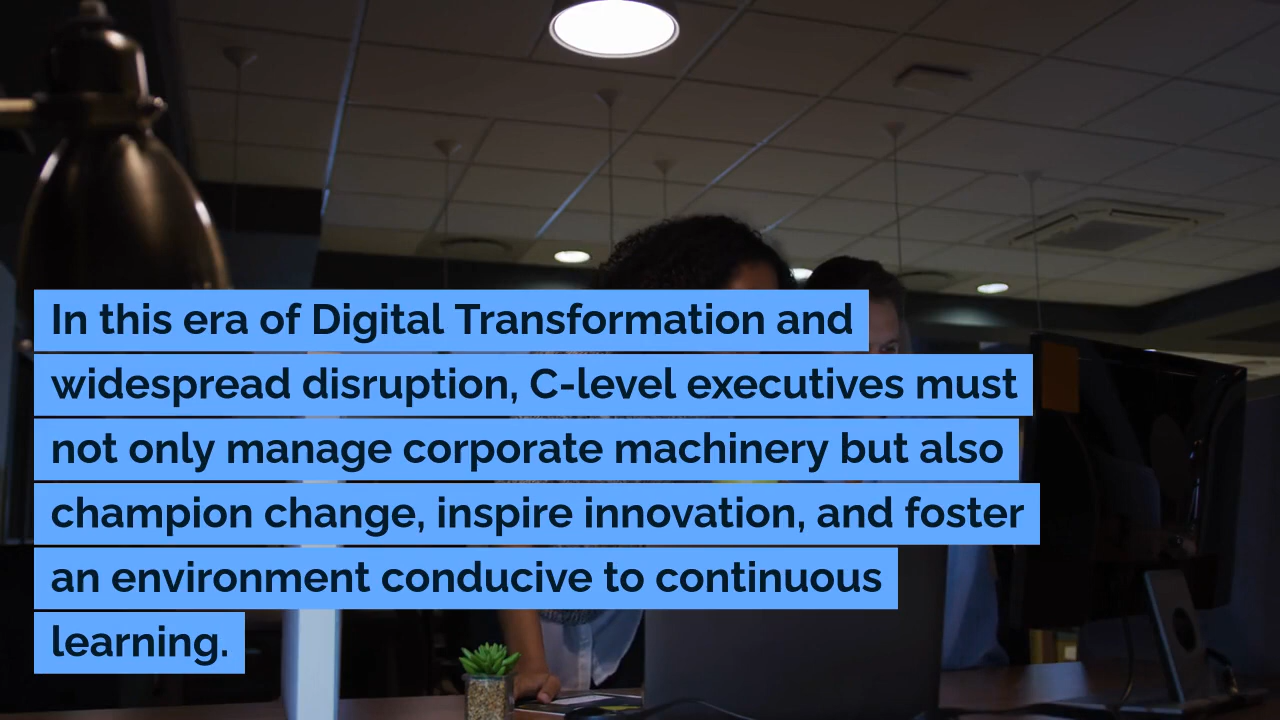 In this era of Digital Transformation and
widespread disruption, C-level executives must
not only manage corporate machinery but also
champion change, inspire innovation, and foster
an environment conducive to continuous
learning.